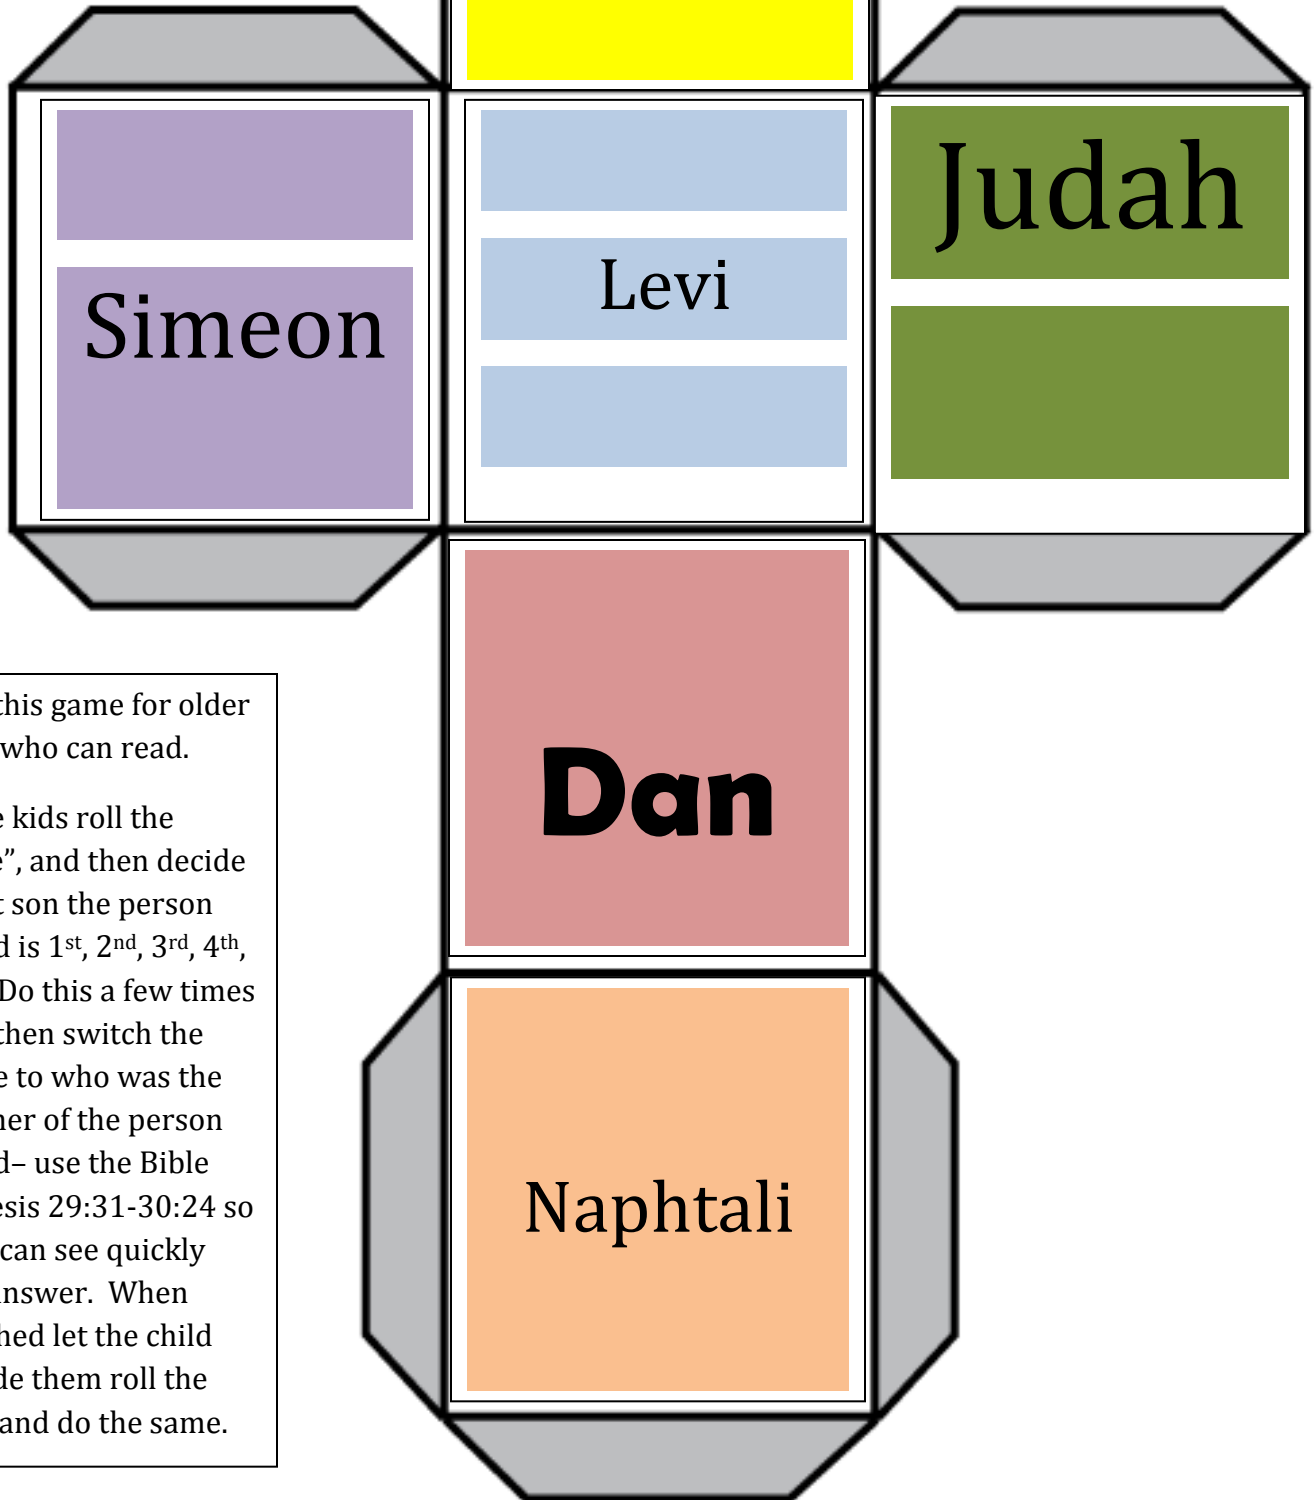 Judah
Levi
Simeon
Dan
Naphtali
this game for older
who can read.
kids roll the
”, and then decide
son the person
is 1st, 2nd, 3rd, 4th,
Do this a few times
then switch the
to who was the
of the person
– use the Bible
29:31-30:24 so
can see quickly
When
let the child
them roll the
and do the same.